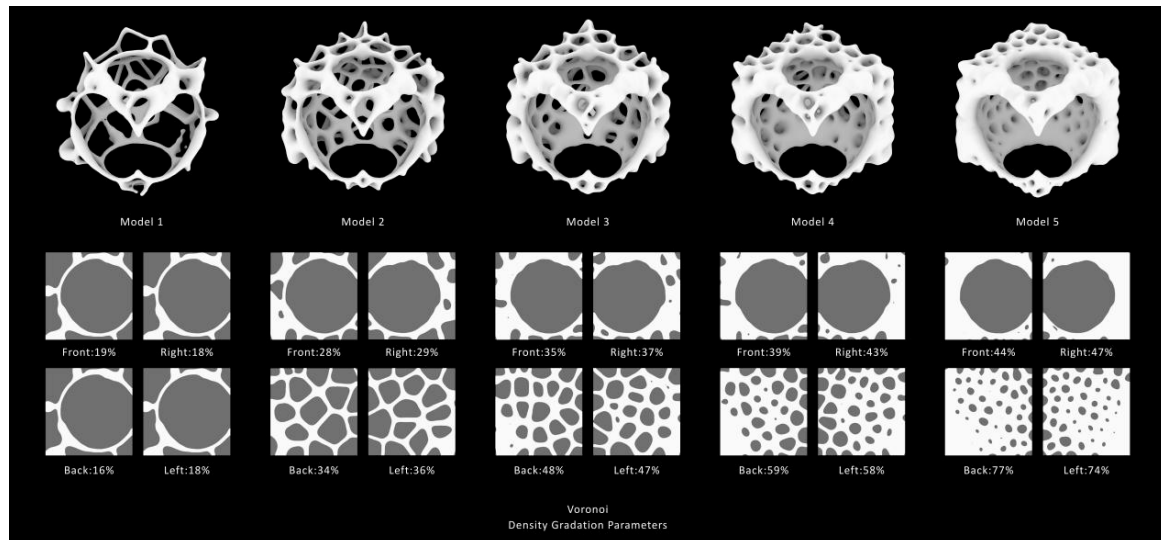 Model 1
Model 2
Model 3
Model 4
Model 5
Front:19%
Right:18%
Front:28%
Right:29%
Front:35%
Right:37%
Front:39%
Right:43%
Front:44%
Right:47%
Back:16%
Left:18%
Back:34%
Left:36%
Back:48%
Left:47%
Back:59%
Left:58%
Back:77%
Left:74%
Voronoi
Density Gradation Parameters